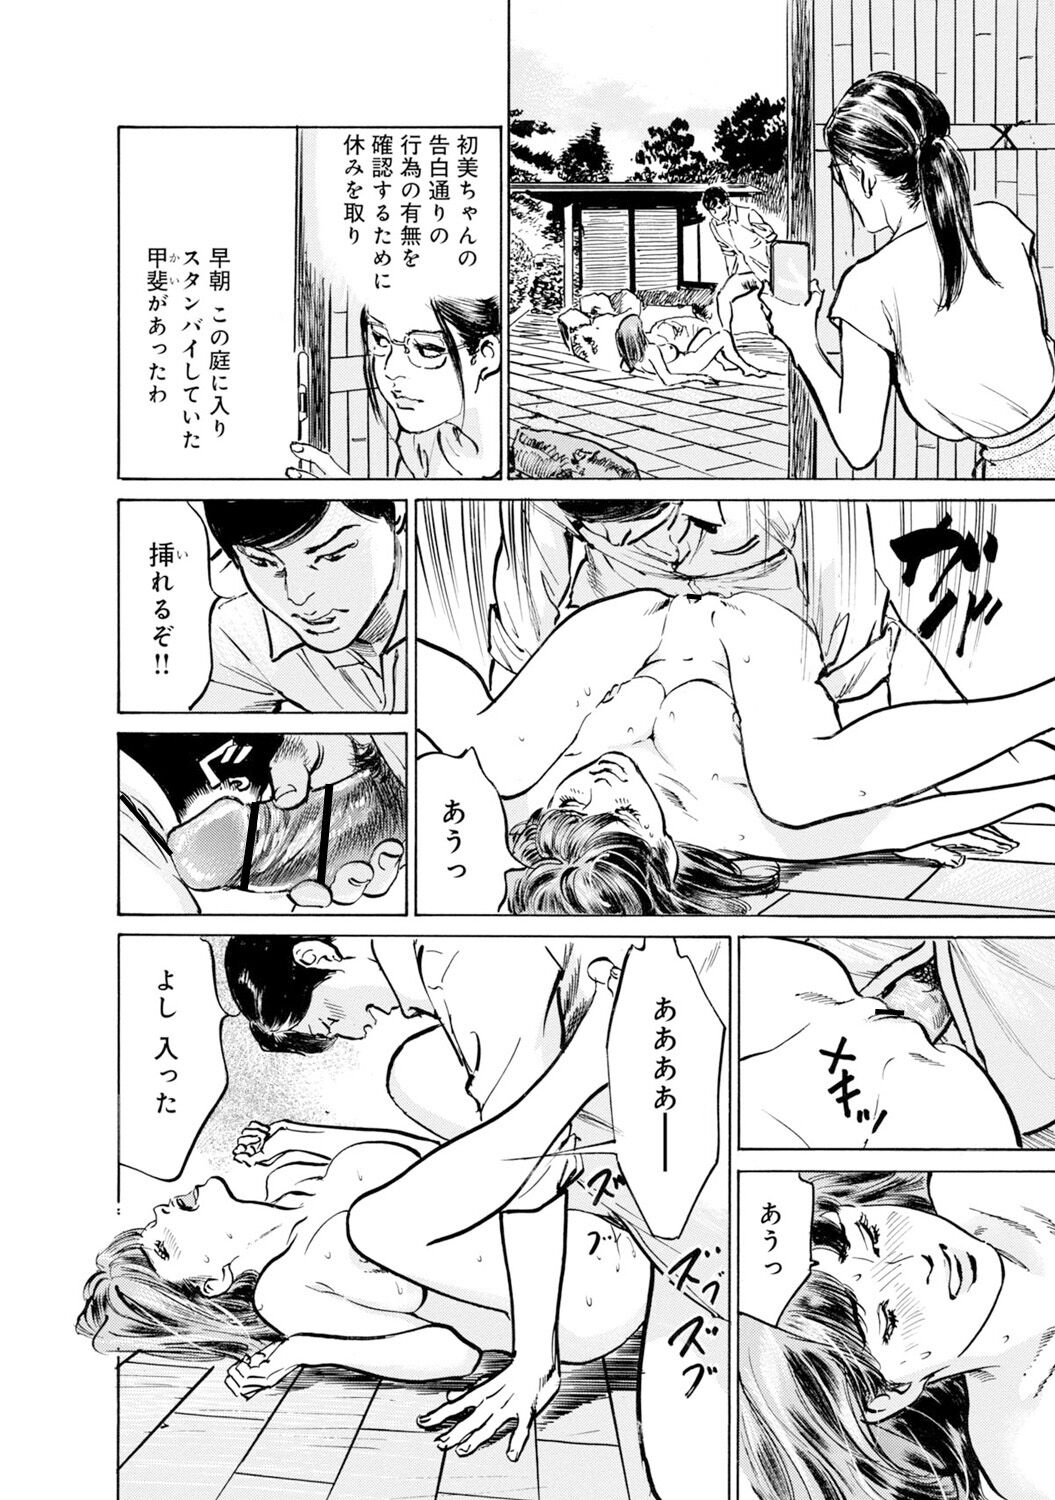 初美ちゃんの
告白通りの
行為の有無を
確認するために
休みを取り
早朝 この庭に入り
スタンバイしていた
甲斐があったわ
かい
挿れるぞ!!
い
あうっ
よし 入った
ああああー
メキッ
あうっ
ズブッ
ズブ
ズブ